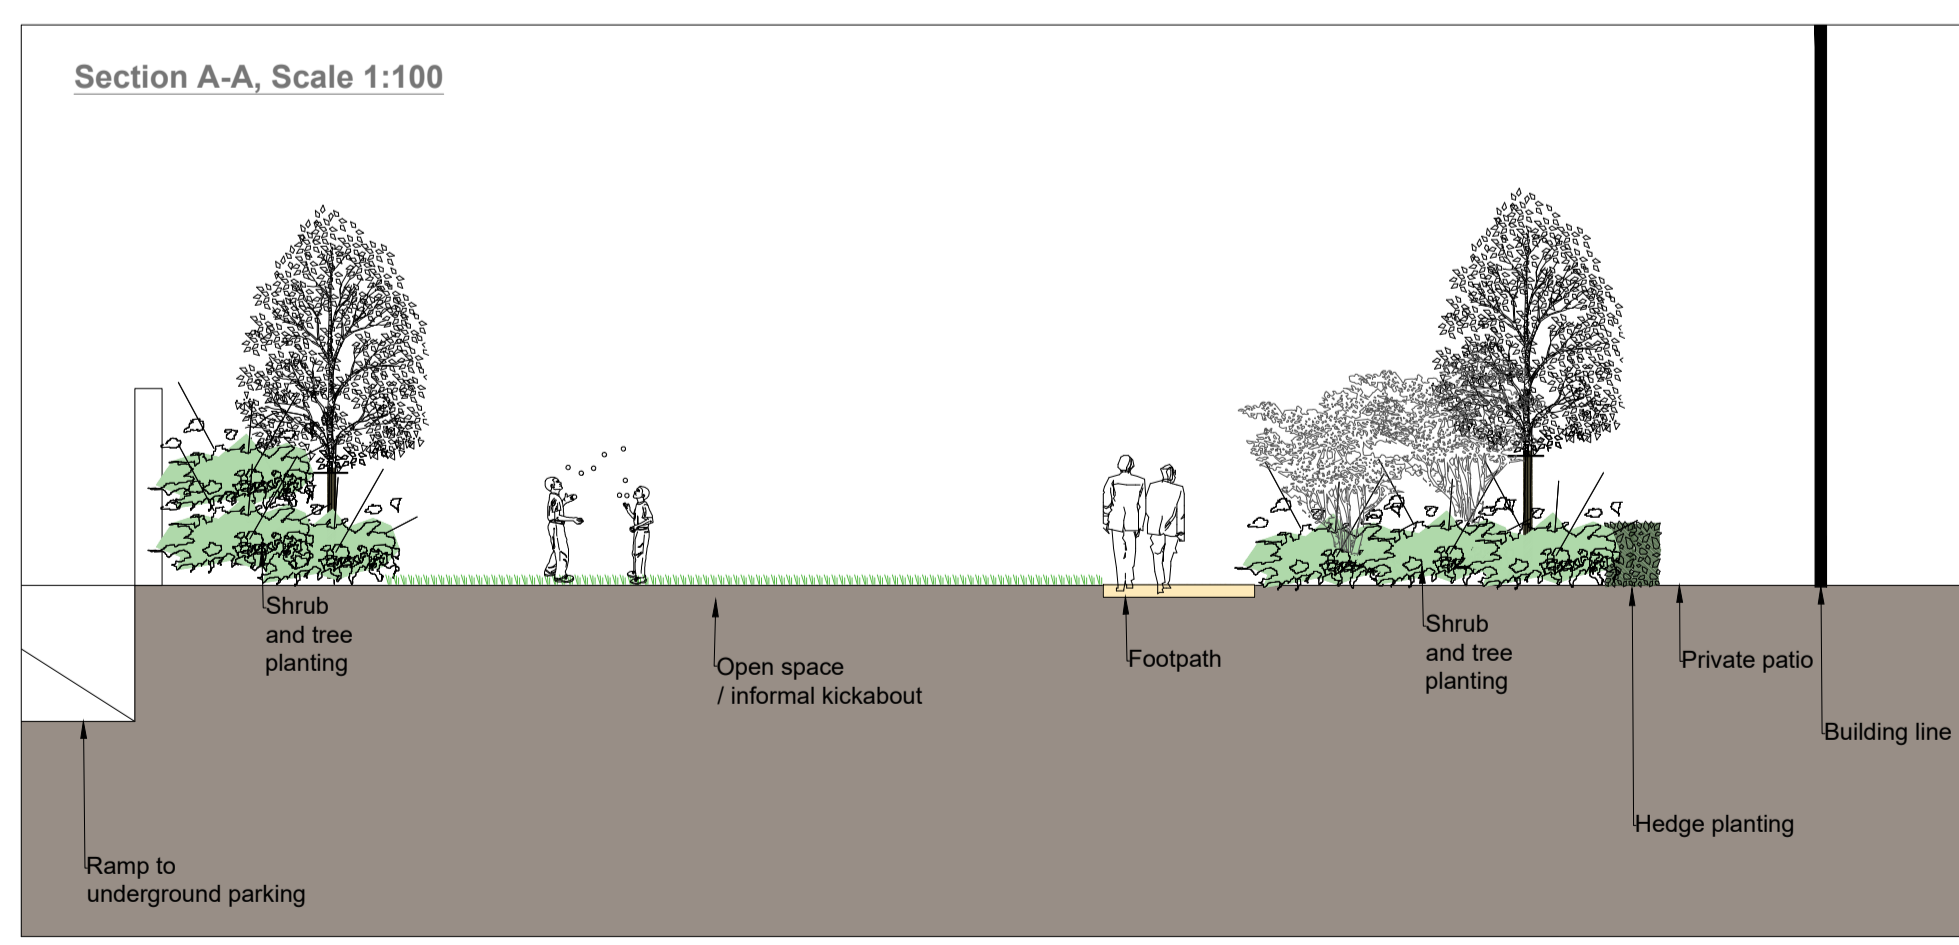 Section A-A, Scale 1:100
Shrub
and tree
planting
Open space
/ informal kickabout
Footpath
Shrub
and tree
planting
Private patio
Building line
Hedge planting
Ramp to
underground parking